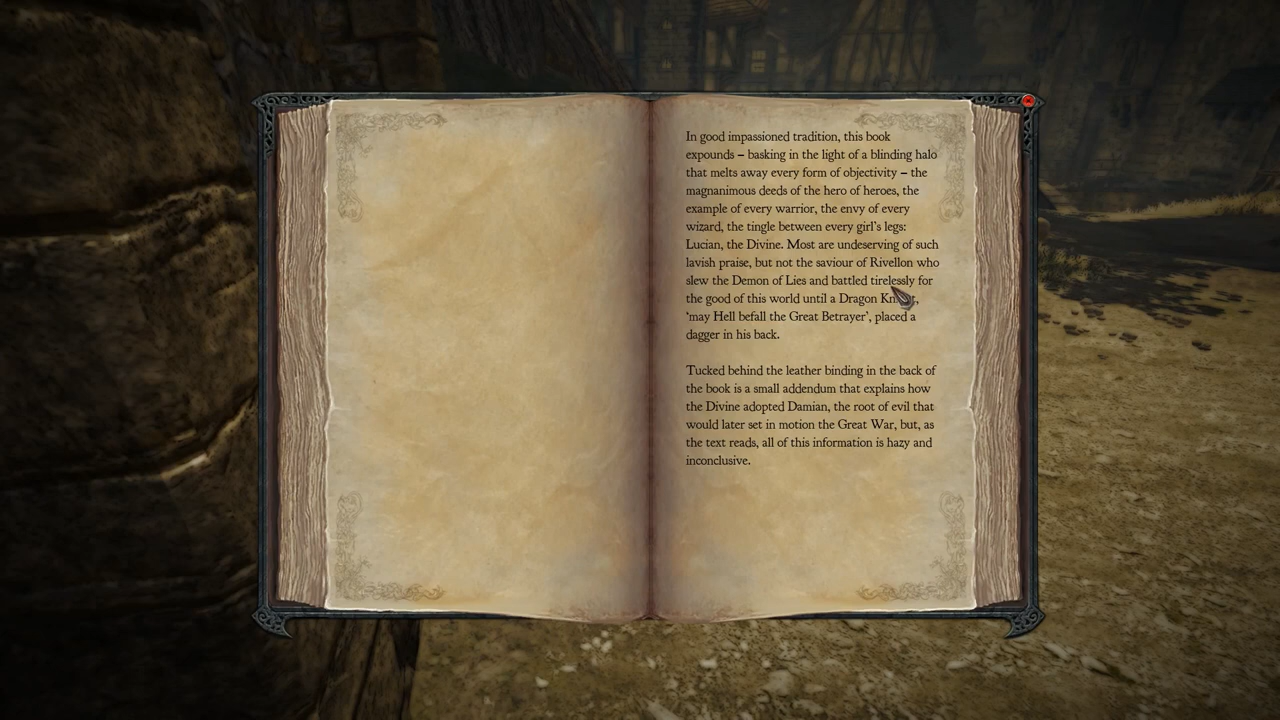 In good impassioned tradition, this book
expounds – basking in the light of a blinding halo
that melts away every form of objectivity – the
magnanimous deeds of the hero of heroes, the
example of every warrior, the envy of every
wizard, the tingle between every girl's legs:
Lucian, the Divine. Most are undeserving of such
lavish praise, but not the saviour of Rivellon who
slew the Demon of Lies and battled tirelessly for
the good of this world until a Dragon
'may Hell befall the Great Betrayer', placed a
dagger in his back.
Tucked behind the leather binding in the back of
the book is a small addendum that explains how
the Divine adopted Damian, the root of evil that
would later set in motion the Great War, but, as
the text reads, all of this information is hazy and
inconclusive.